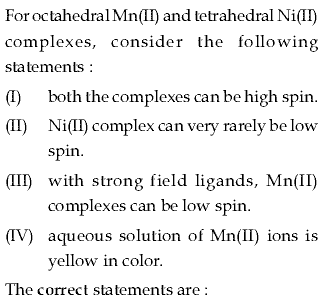 For octahedral Mn(II) and tetrahedral Ni(II)
complexes, consider the following
statements :
(I) both the complexes can be high spin.
(II) Ni(II) complex can very rarely be low
spin.
(III) with strong field ligands, Mn(II)
complexes can be low spin.
(IV) aqueous solution of Mn(II) ions is
yellow in color.
The correct statements are :